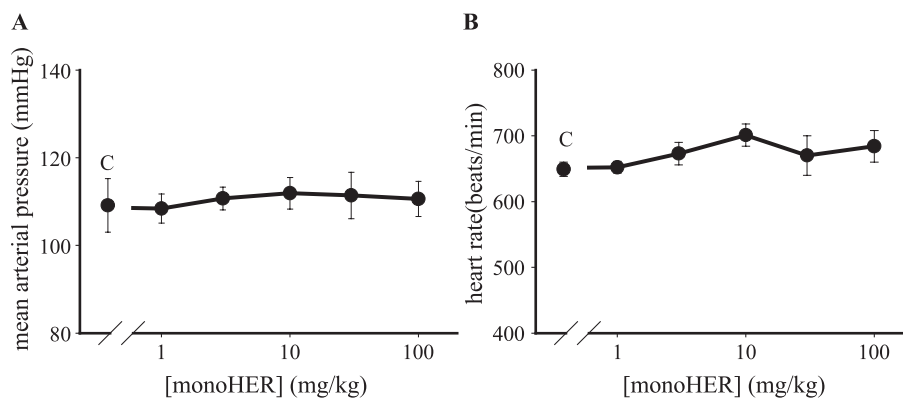 A
mean arterial pressure (mmHg)
140
120
100
80
C
1
10
100
[monoHER] (mg/kg)
B
heart rate(beats/min)
800
700
600
500
400
C
1
10
100
[monoHER] (mg/kg)